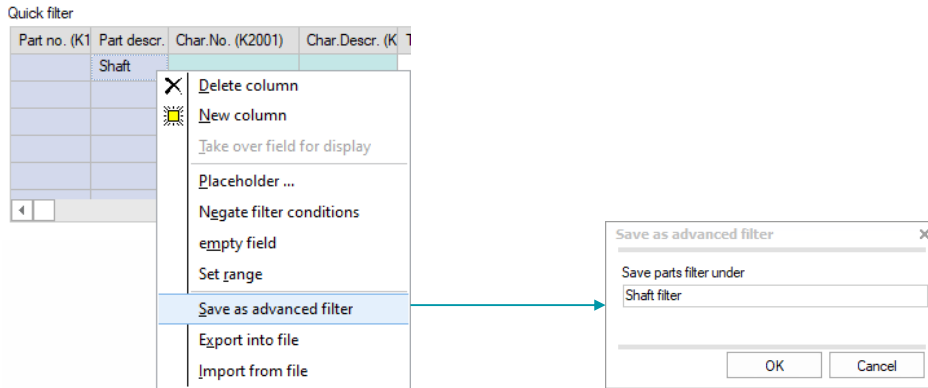 Quick filter
Part no. (K1 Part descr. Char.No. (K2001) Char.Descr. (K
Shaft
Delete column
New column
Take over field for display
Placeholder ...
Negate filter conditions
empty field
Set range
Save as advanced filter
Export into file
Import from file
Save as advanced filter
Save parts filter under
Shaft filter
OK Cancel